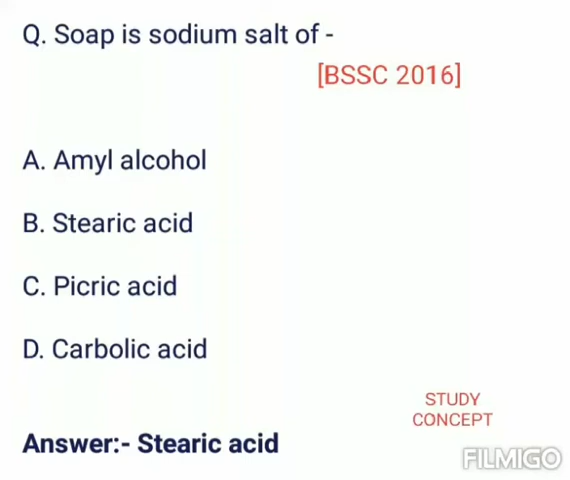 Q. Soap is sodium salt of -
[BSSC 2016]
A. Amyl alcohol
B. Stearic acid
C. Picric acid
D. Carbolic acid
STUDY
CONCEPT
Answer:- Stearic acid
FILMIGO